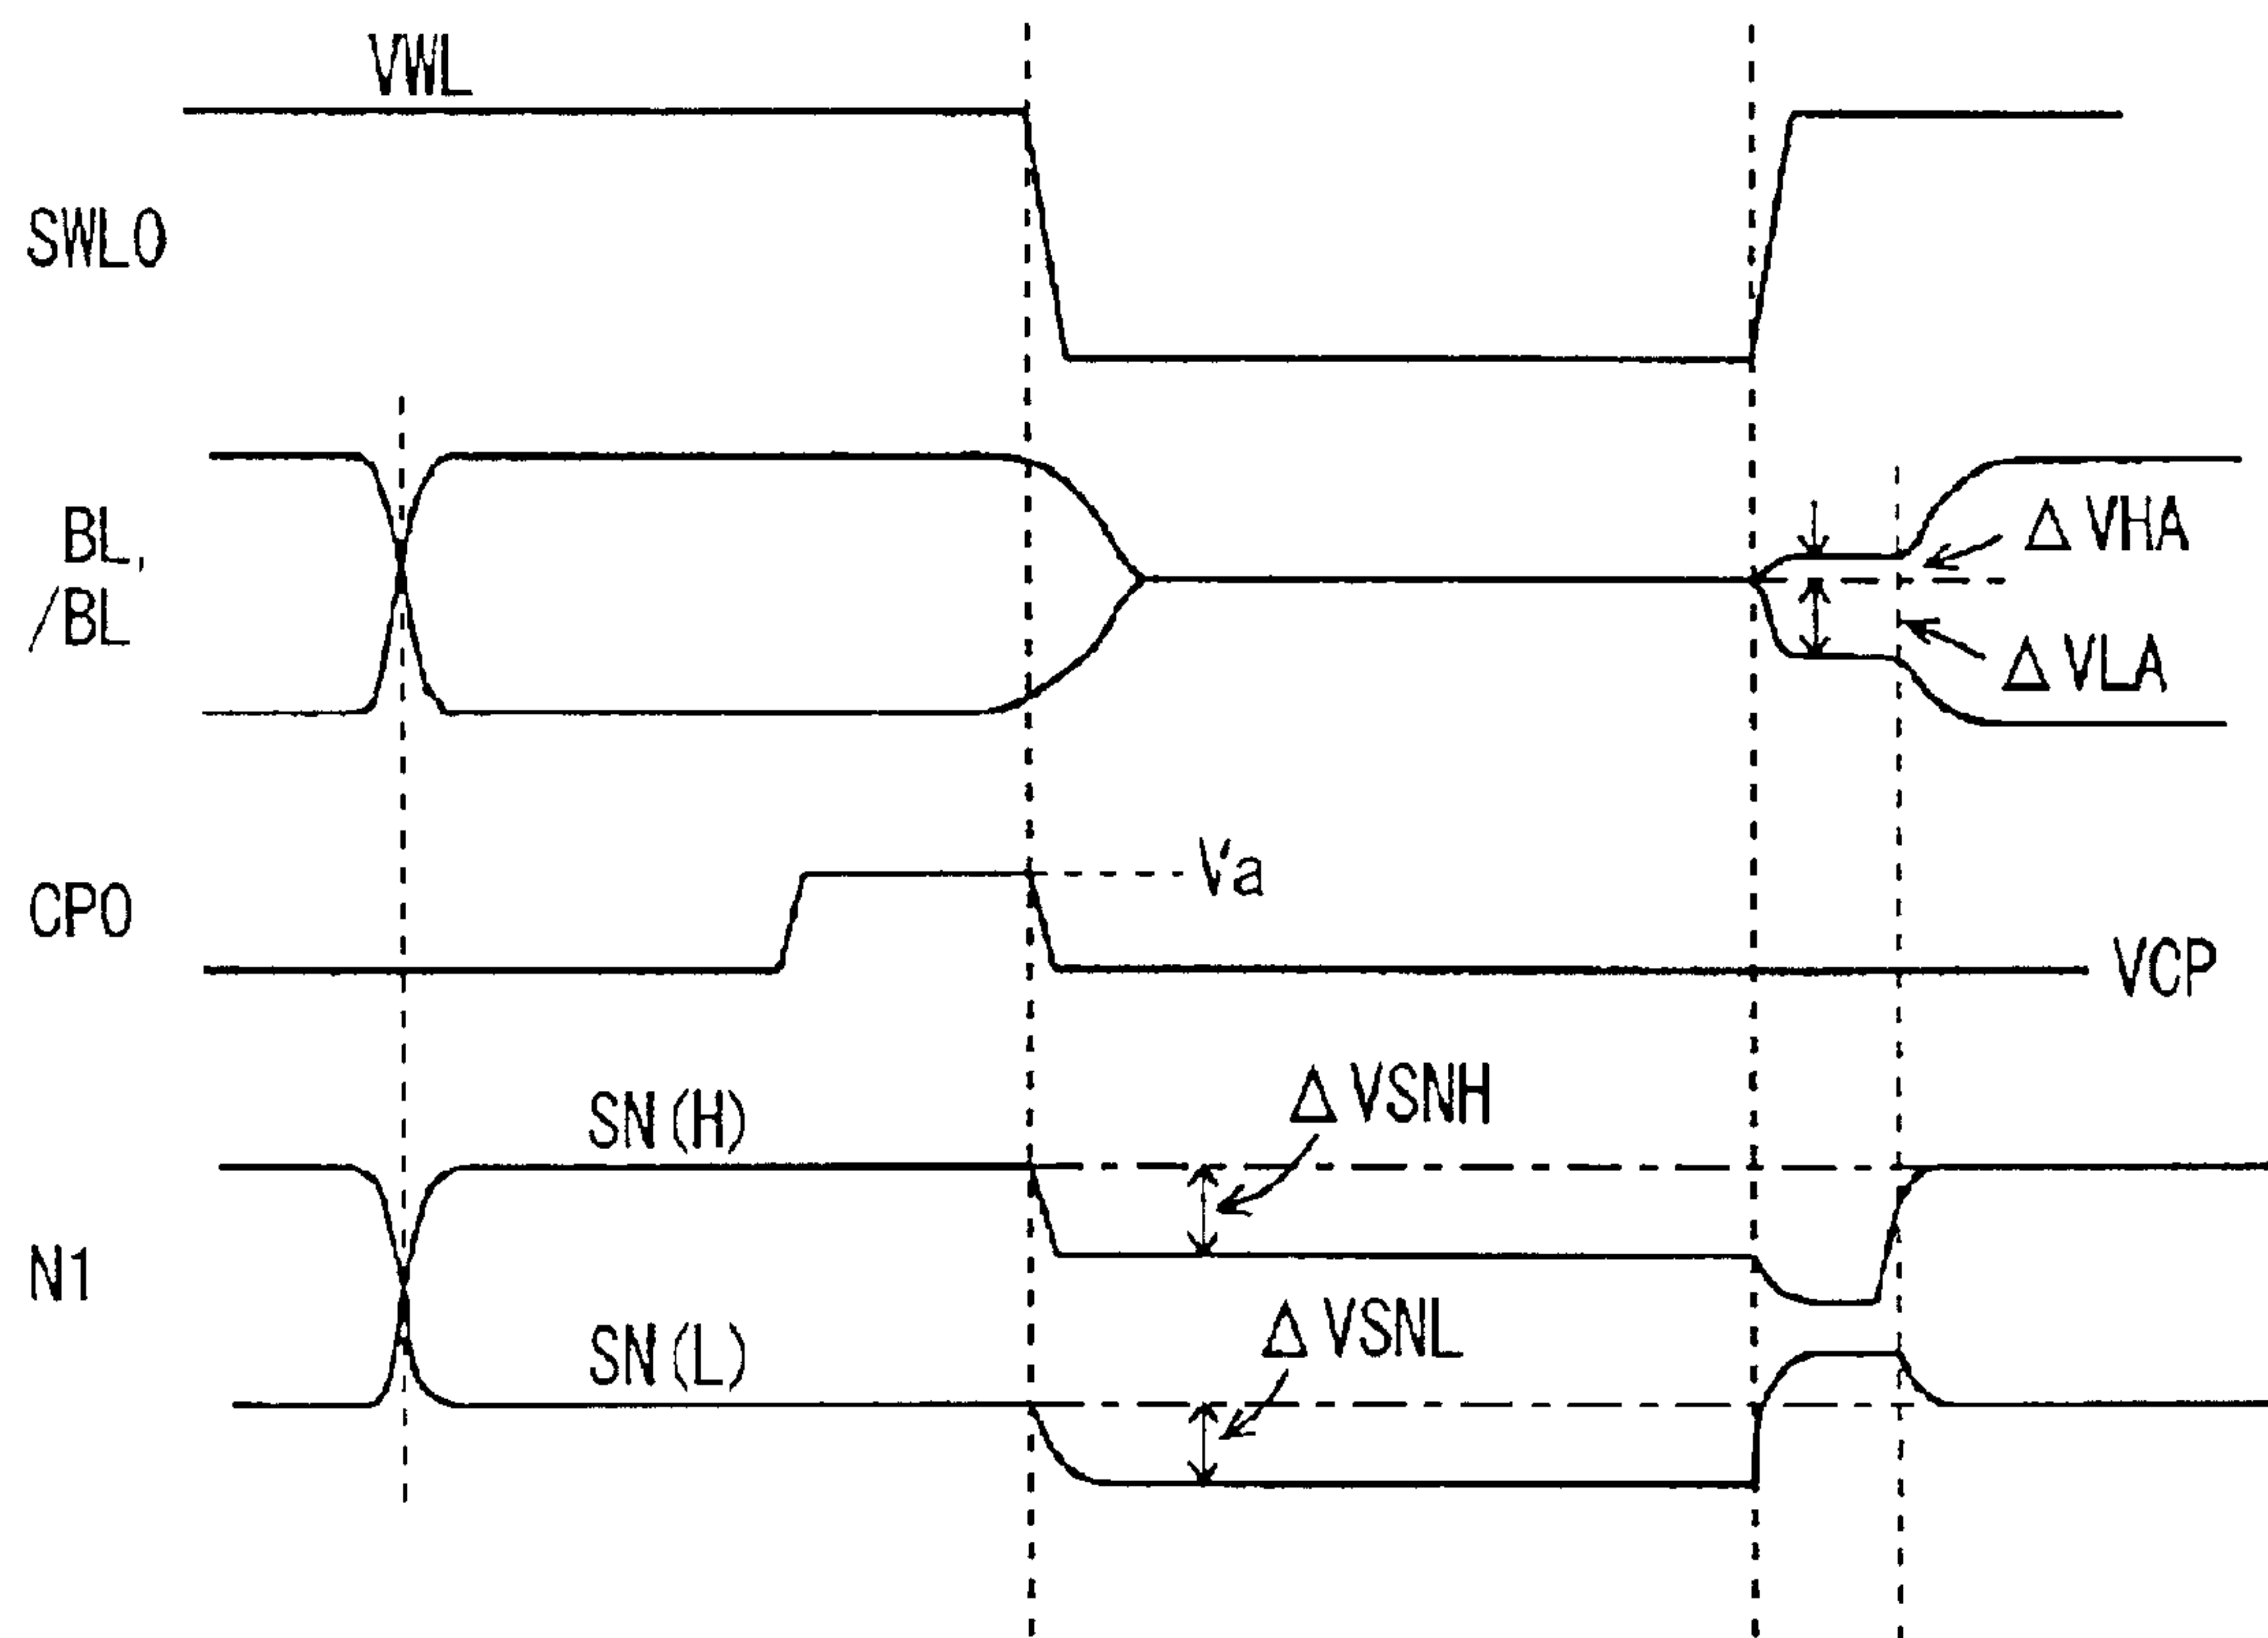 VWL
SWL0
BL,
/BL
ΔVHA
ΔVLA
Va
CP0
VCP
SN(H)
ΔVSNH
N1
SN(L)
ΔVSNL